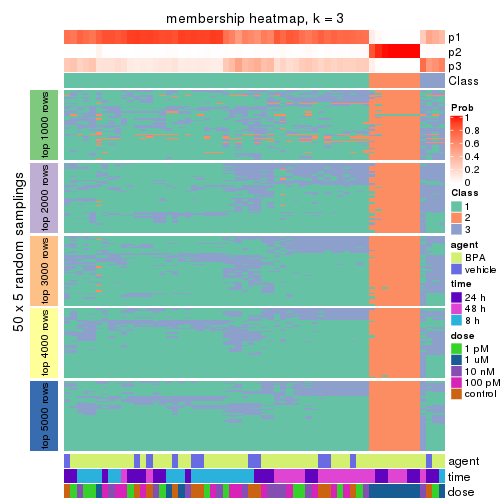 membership heatmap, k = 3
p1
p2
p3
Class
50 x 5 random samplings
top 1000 rows
top 2000 rows
top 3000 rows
top 4000 rows
top 5000 rows
Prob
1
0.8
0.6
0.4
0.2
0
Class
1
2
3
agent
BPA
vehicle
time
24 h
48 h
8 h
dose
1 pM
1 uM
10 nM
100 pM
control
agent
time
dose